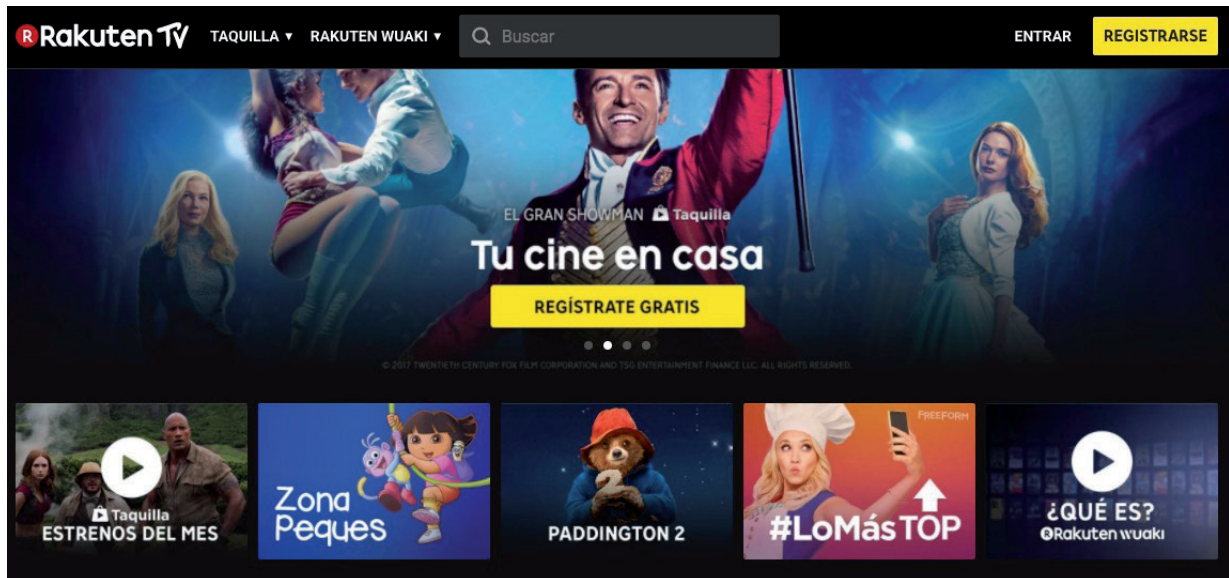 Rakuten TV
TAQUILLA ▼ RAKUTEN WUAKI ▼ Buscar ENTRAR REGISTRARSE
EL GRAN SHOWMAN Taquilla
Tu cine en casa
REGÍSTRATE GRATIS
© 2017 TWENTIETH CENTURY FOX FILM CORPORATION AND TSG ENTERTAINMENT FINANCE LLC. ALL RIGHTS RESERVED.
Taquilla
ESTRENOS DEL MES
Zona
Peques
2
PADDINGTON 2
FREEFORM
#LoMásTOP
¿QUÉ ES?
Rakuten wuaki